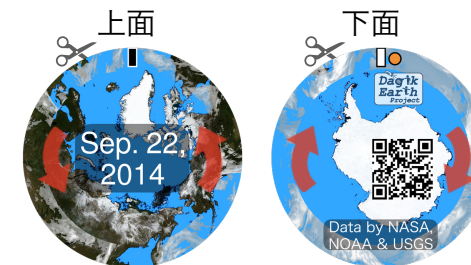 上面
下面
Sep. 22,
2014
Dagik
Earth
Project
Data by NASA,
NOAA & USGS